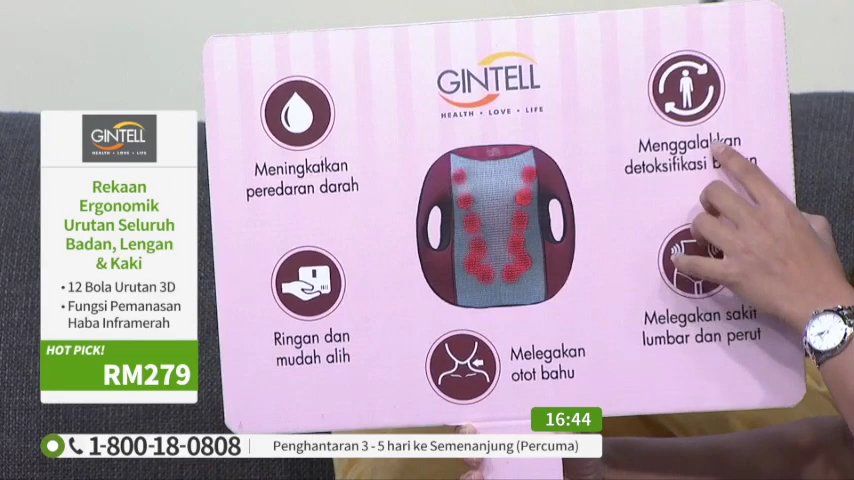 GINTELL
HEALTH • LOVE • LIFE
Rekaan
Ergonomik
Urutan Seluruh
Badan, Lengan
& Kaki
• 12 Bola Urutan 3D
• Fungsi Pemanasan
Haba Inframerah
HOT PICK!
RM279
GINTELL
HEALTH • LOVE • LIFE
Meningkatkan
peredaran darah
Menggalakkan
detoksifikasi
Ringan dan
mudah alih
Melegakan
otot bahu
Melegakan sakit
lumbar dan perut
16:44
1-800-18-0808
Penghantaran 3 - 5 hari ke Semenanjung (Percuma)